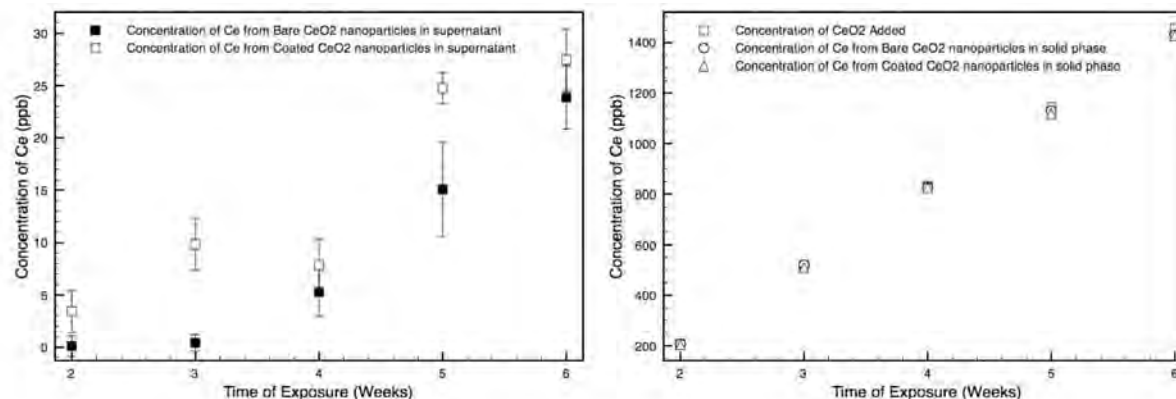 30
25
20
15
10
5
0
Concentration of Ce (ppb)
Concentration of Ce from Bare CeO2 nanoparticles in supernatant
Concentration of Ce from Coated CeO2 nanoparticles in supernatant
2 3 4 5 6
Time of Exposure (Weeks)
1400
1200
1000
800
600
400
200
Concentration of Ce (ppb)
Concentration of CeO2 Added
Concentration of Ce from Bare CeO2 nanoparticles in solid phase
Concentration of Ce from Coated CeO2 nanoparticles in solid phase
2 3 4 5 6
Time of Exposure (Weeks)